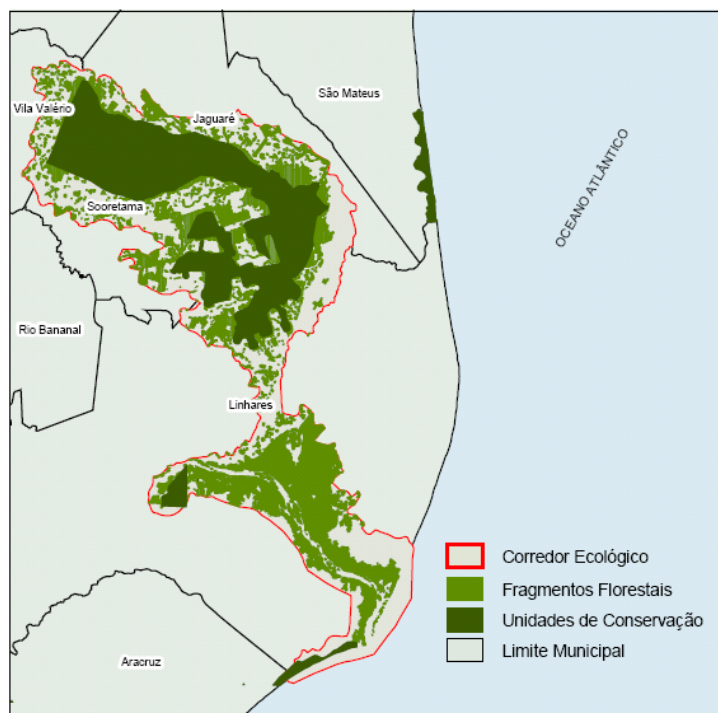 São Mateus
Vila Valério
Jaguaré
OCEANO ATLÂNTICO
Sooretama
Rio Bananal
Linhares
Corredor Ecológico
Fragmentos Florestais
Unidades de Conservação
Limite Municipal
Aracruz